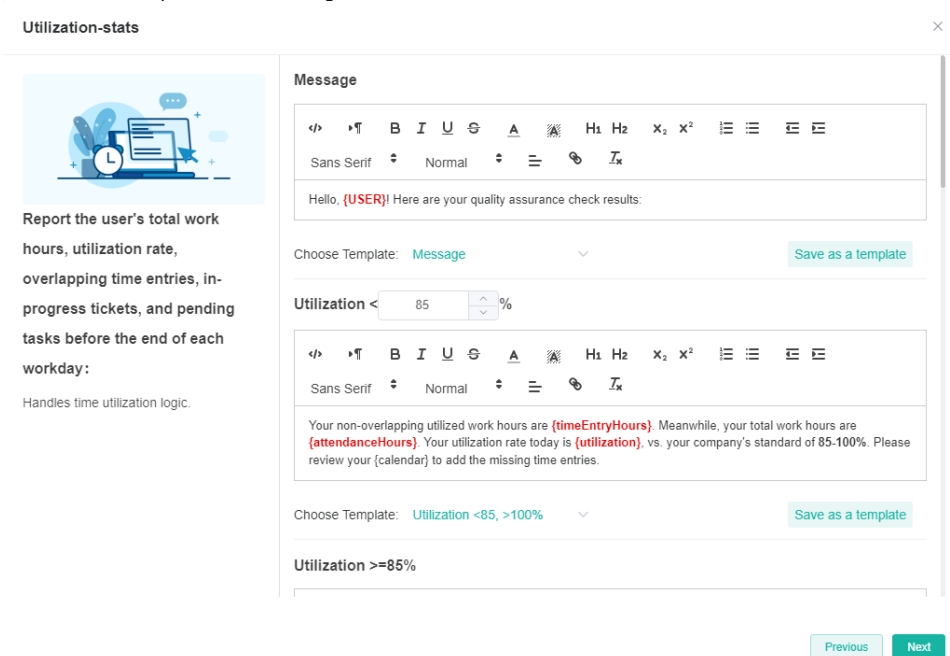 Utilization-stats
Report the user's total work
hours, utilization rate,
overlapping time entries, in-
progress tickets, and pending
tasks before the end of each
workday:
Handles time utilization logic.
Message
B I U S A A H1 H2 X₂ X²
Sans Serif Normal
Hello, {USER}! Here are your quality assurance check results:
Choose Template: Message Save as a template
Utilization < 85 %
B I U S A A H1 H2 X₂ X²
Sans Serif Normal
Your non-overlapping utilized work hours are {timeEntryHours}. Meanwhile, your total work hours are
{attendanceHours}. Your utilization rate today is {utilization}, vs. your company's standard of 85-100%. Please
review your {calendar} to add the missing time entries.
Choose Template: Utilization <85, >100% Save as a template
Utilization >=85%
Previous Next